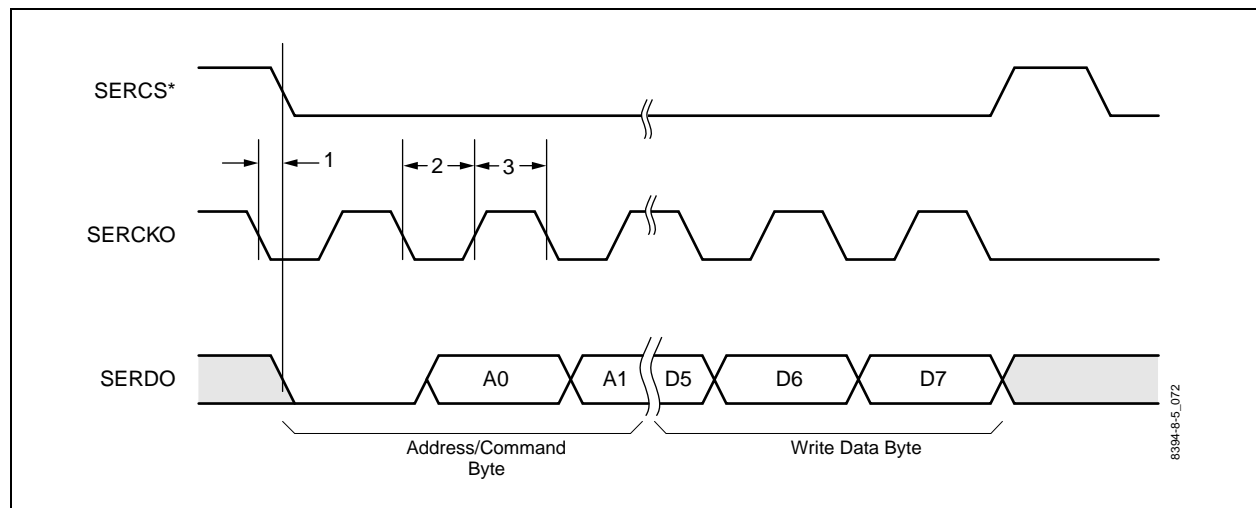 SERCS*
1
2
3
SERCKO
SERDO
A0
A1
D5
D6
D7
Address/Command
Byte
Write Data Byte
8394-8-5_072